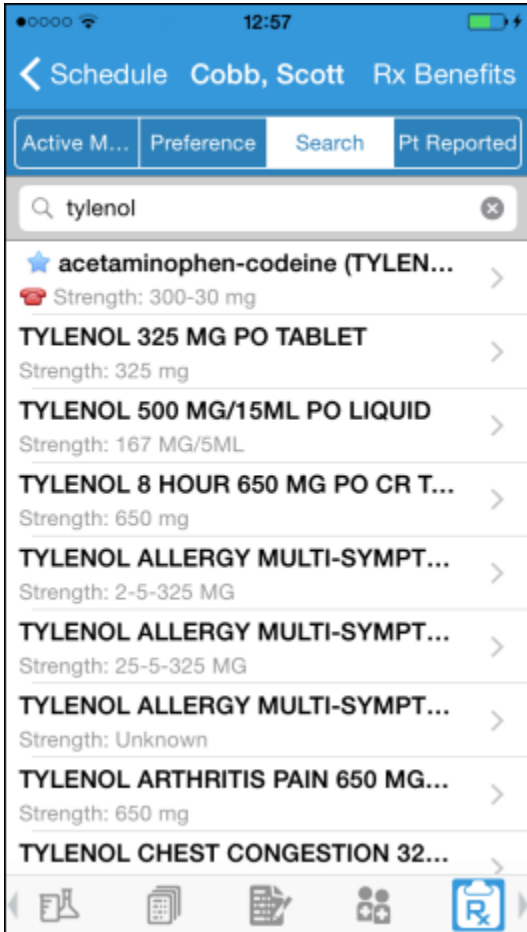 12:57
Schedule Cobb, Scott Rx Benefits
Active M... Preference Search Pt Reported
tylenol
acetaminophen-codeine (TYLEN...
Strength: 300-30 mg
TYLENOL 325 MG PO TABLET
Strength: 325 mg
TYLENOL 500 MG/15ML PO LIQUID
Strength: 167 MG/5ML
TYLENOL 8 HOUR 650 MG PO CR T...
Strength: 650 mg
TYLENOL ALLERGY MULTI-SYMPT...
Strength: 2-5-325 MG
TYLENOL ALLERGY MULTI-SYMPT...
Strength: 25-5-325 MG
TYLENOL ALLERGY MULTI-SYMPT...
Strength: Unknown
TYLENOL ARTHRITIS PAIN 650 MG...
Strength: 650 mg
TYLENOL CHEST CONGESTION 32...
Rx